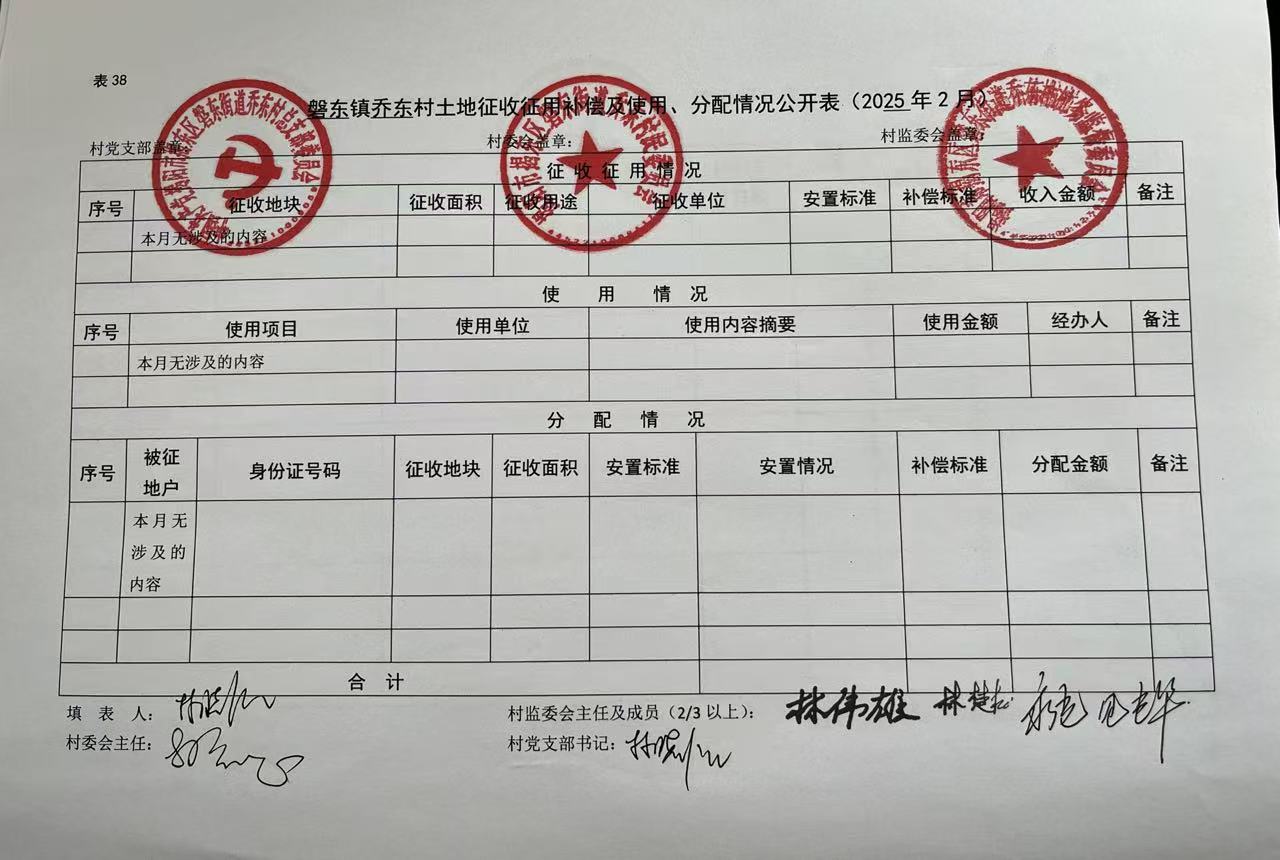 表 38
磐东镇乔东村土地征收征用补偿及使用、分配情况公开表（2025 年 2 月）
村党支部盖章： 村委会盖章： 村监委会盖章：
征 收 征 用 情 况
序号 征收地块 征收面积 征收用途 征收单位 安置标准 补偿标准 收入金额 备注
本月无涉及的内容
使 用 情 况
序号 使用项目 使用单位 使用内容摘要 使用金额 经办人 备注
本月无涉及的内容
分 配 情 况
序号 被征地户 身份证号码 征收地块 征收面积 安置标准 安置情况 补偿标准 分配金额 备注
本月无
涉及的
内容
合 计
填 表 人： 村监委会主任及成员（2/3 以上）： 林伟雄
村委会主任： 村党支部书记：